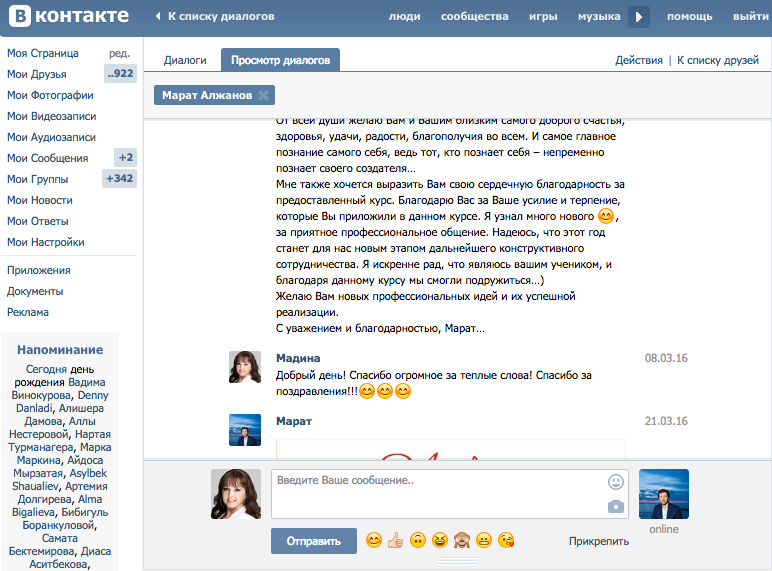 В контакте
К списку диалогов
люди сообщества игры музыка помощь выйти
Моя Страница ред.
Мои Друзья ..922
Мои Фотографии
Мои Видеозаписи
Мои Аудиозаписи
Мои Сообщения +2
Мои Группы +342
Мои Новости
Мои Ответы
Мои Настройки
Приложения
Документы
Реклама
Напоминание
Сегодня день
рождения Вадима
Винокурова, Denny
Danladi, Алишера
Дамова, Аллы
Нестеровой, Нартая
Турманагера, Марка
Маркина, Айдоса
Мырзатая, Asylbek
Shaualiev, Артемия
Долгирева, Alma
Bigalieva, Бибигуль
Боранкуловой,
Самата
Бектемирова, Диаса
Аситбекова,
Диалоги Просмотр диалогов Действия | К списку друзей
Марат Алжанов
От всей души желаю Вам и Вашим близким самого доброго счастья,
здоровья, удачи, радости, благополучия во всем. И самое главное
познание самого себя, ведь тот, кто познает себя – непременно
познает своего создателя...
Мне также хочется выразить Вам свою сердечную благодарность за
предоставленный курс. Благодарю Вас за Ваше усилие и терпение,
которые Вы приложили в данном курсе. Я узнал много нового 😊,
за приятное профессиональное общение. Надеюсь, что этот год
станет для нас новым этапом дальнейшего конструктивного
сотрудничества. Я искренне рад, что являюсь вашим учеником, и
благодаря данному курсу мы смогли подружиться...)
Желаю Вам новых профессиональных идей и их успешной
реализации.
С уважением и благодарностью, Марат...
Мадина 08.03.16
Добрый день! Спасибо огромное за теплые слова! Спасибо за
поздравления!!!😊😊😊
Марат 21.03.16
Введите Ваше сообщение..
online
Отправить Прикрепить